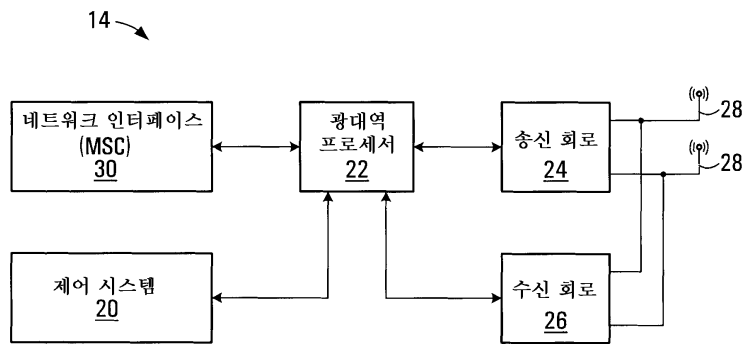 14
네트워크 인터페이스
(MSC)
30
광대역
프로세서
22
송신 회로
24
28
28
제어 시스템
20
수신 회로
26